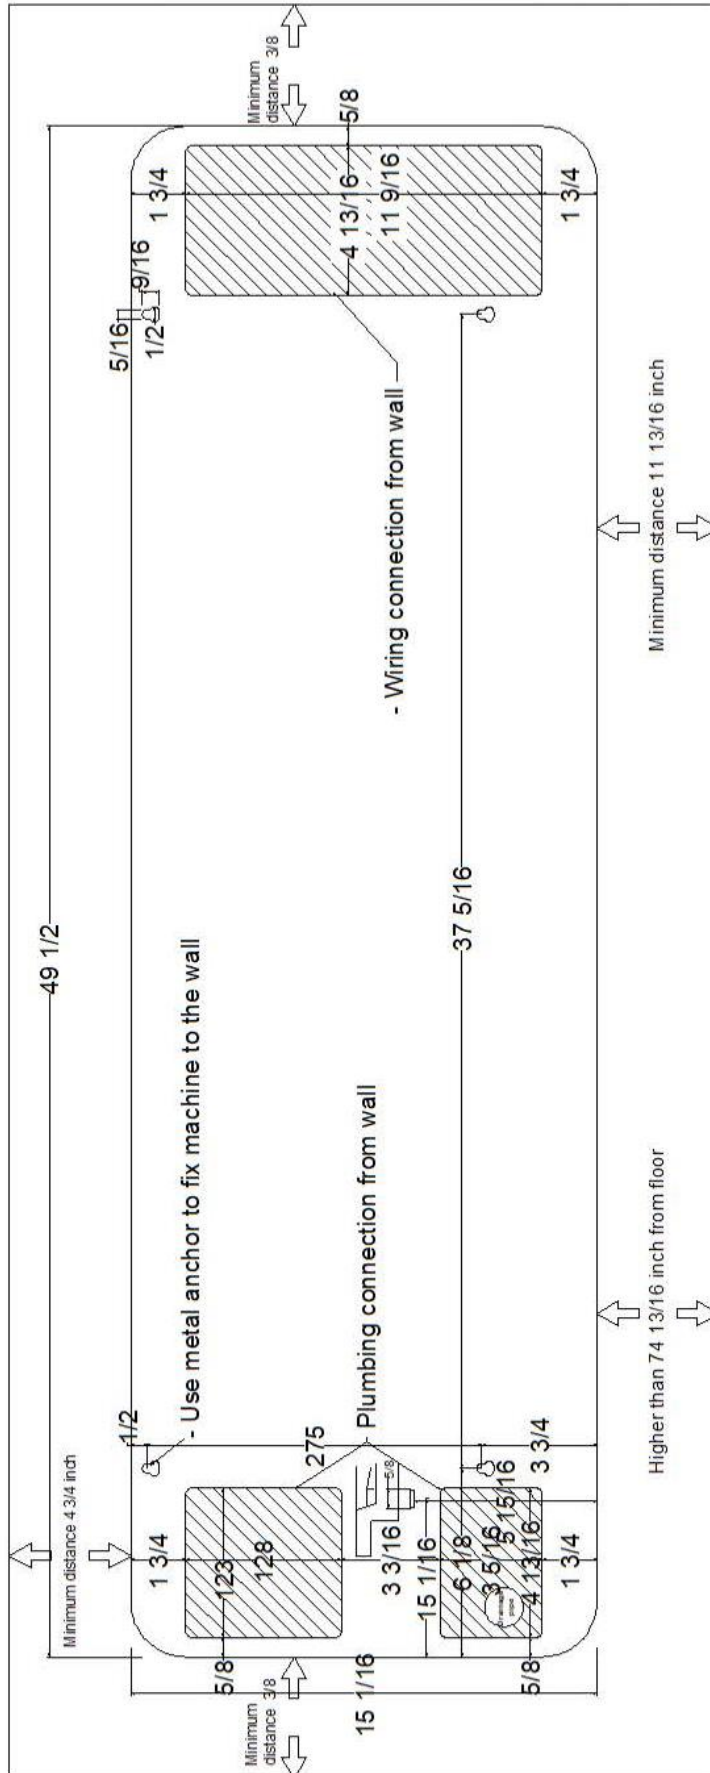 49 1/2
Minimum distance 4 3/4 inch
1/2
- Use metal anchor to fix machine to the wall
5/16
9/16
1/2
1 3/4
1 3/4
5/8
123
128
Minimum
distance 3/8
Minimum
distance 3/8
275
- Plumbing connection from wall
- Wiring connection from wall
4 13/16
11 9/16
5/8
15 1/16
3 3/16
5/8
15 1/16
6 1/8
37 5/16
3 5/16
5 15/16
4 13/16
Drainage
pipe
5/8
3 3/4
1 3/4
1 3/4
Higher than 74 13/16 inch from floor
Minimum distance 11 13/16 inch